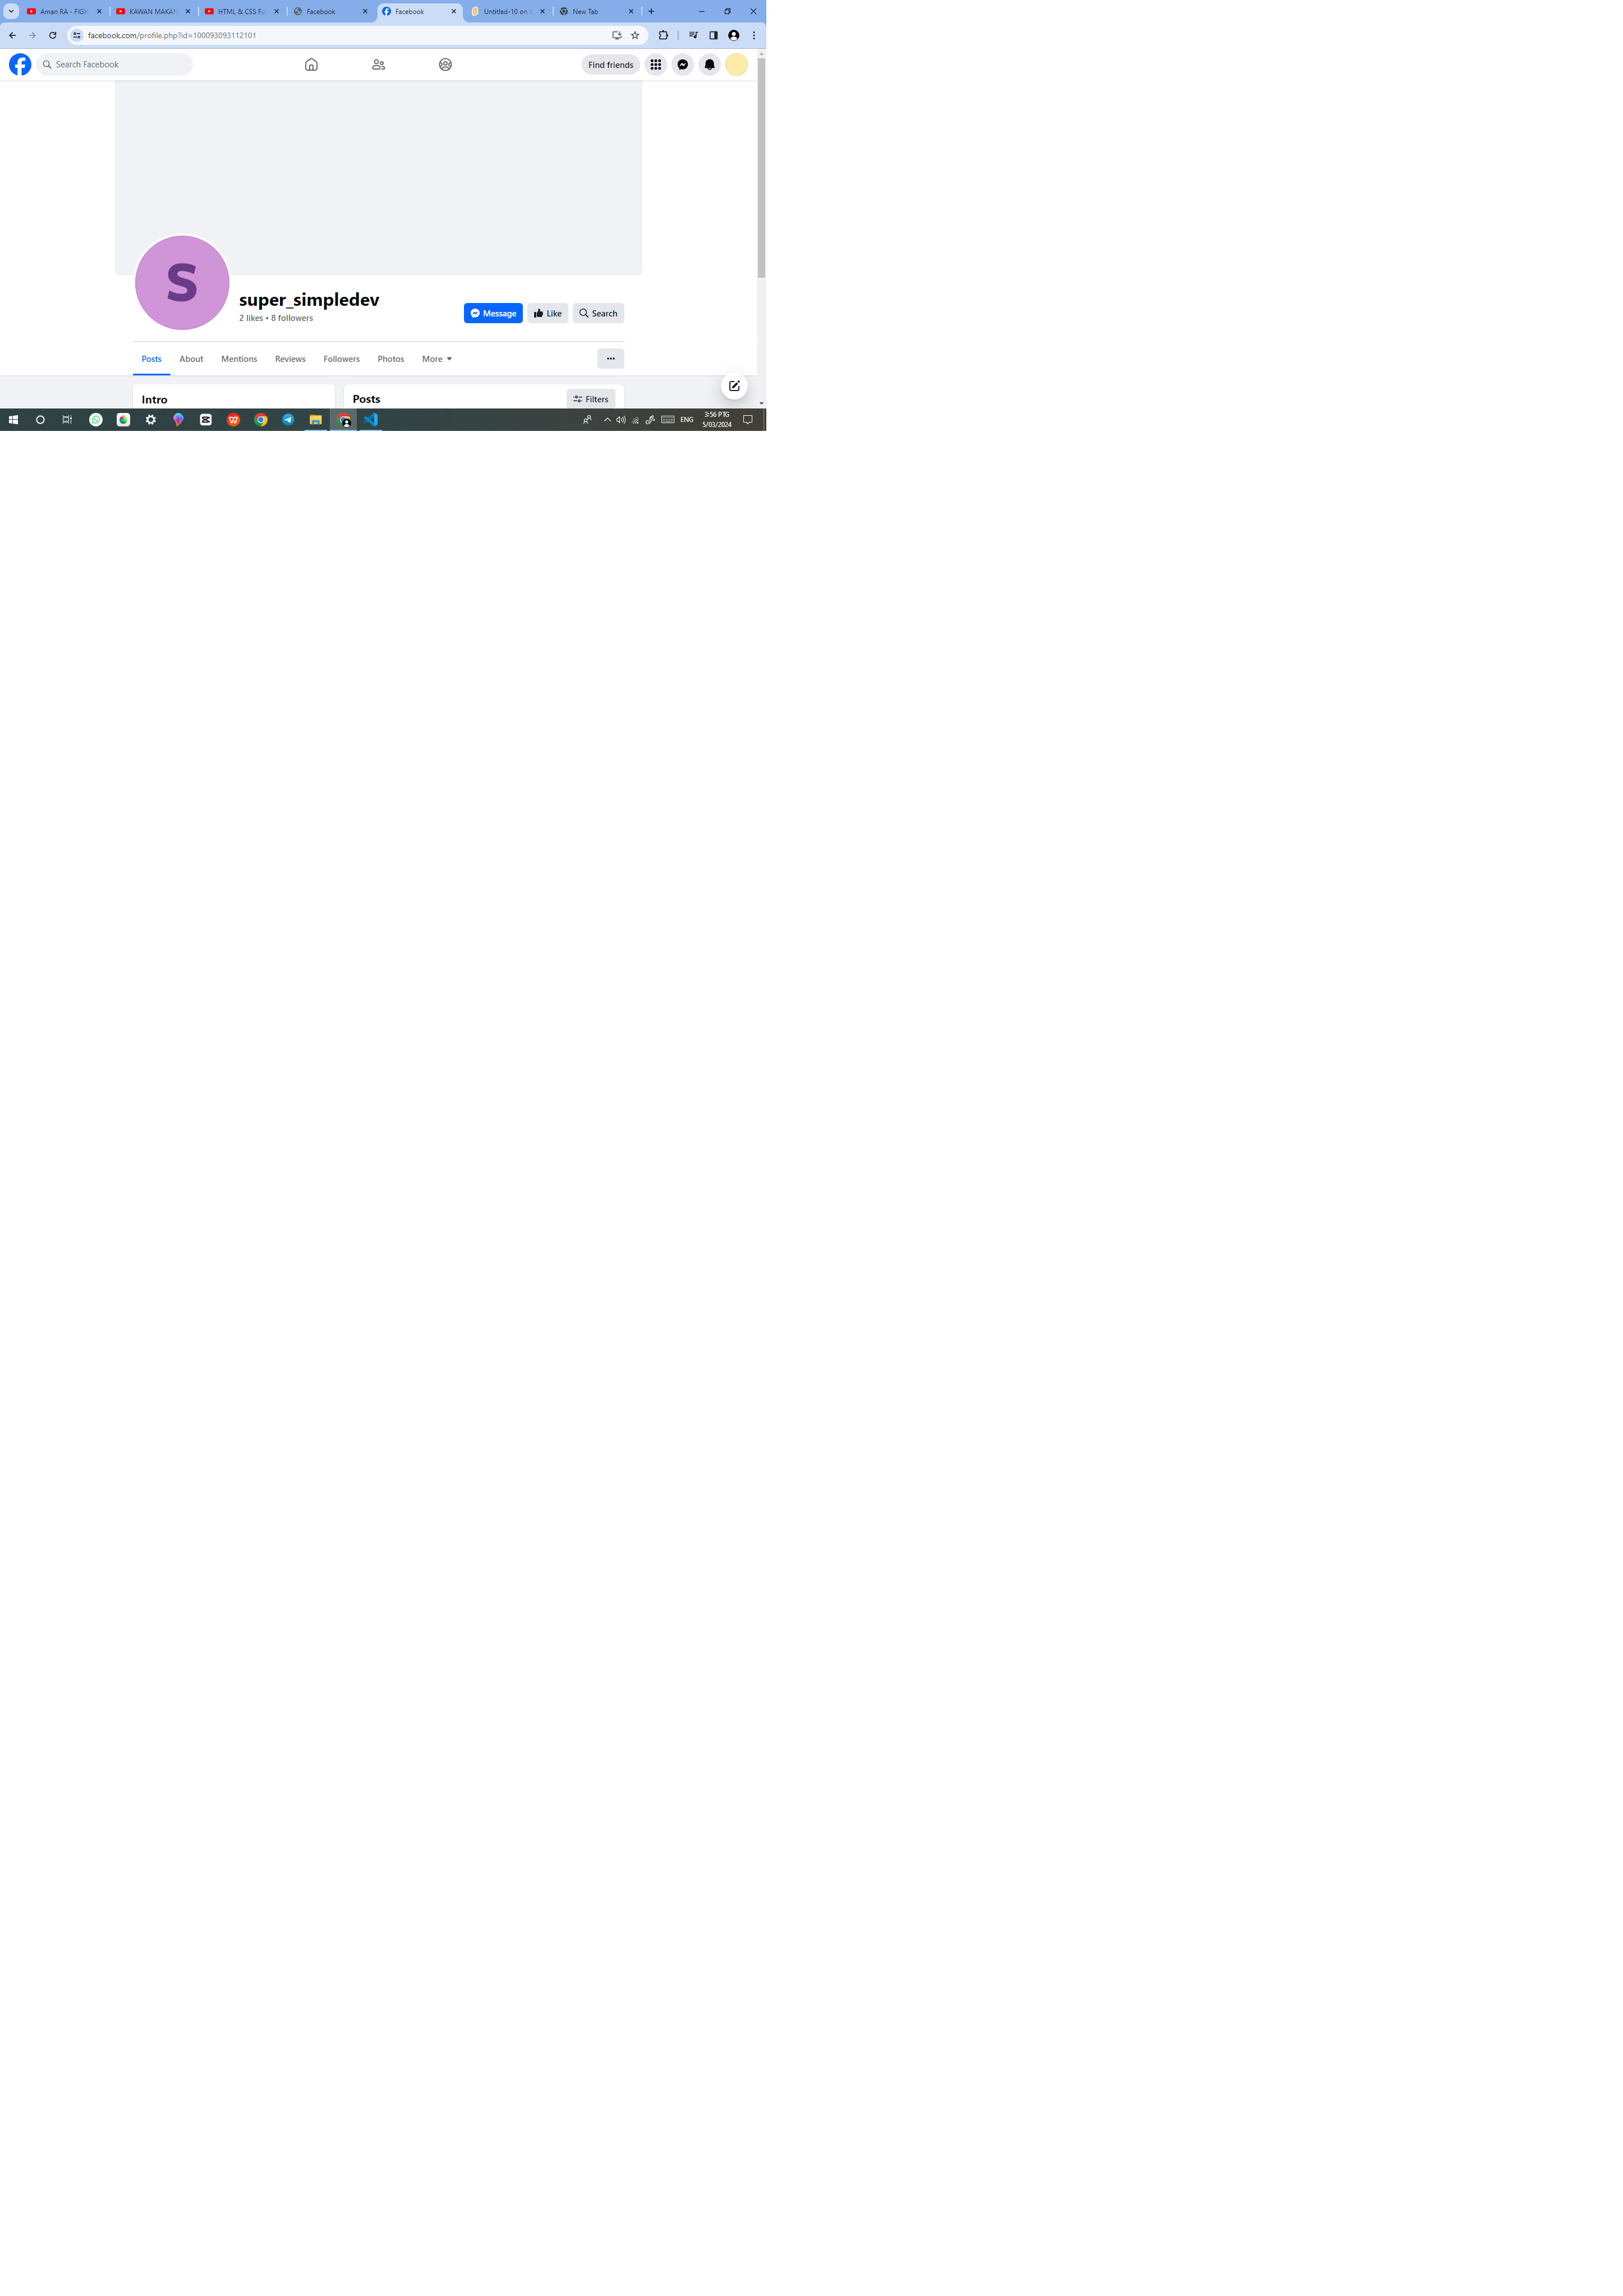 Aman RA - FIGH
KAWAN MAKAN
HTML & CSS Fu
Facebook
Facebook
Untitled-10 on S
New Tab
facebook.com/profile.php?id=100093093112101
Search Facebook
Find friends
S
super_simpledev
2 likes • 8 followers
Message
Like
Search
Posts
About
Mentions
Reviews
Followers
Photos
More
Intro
Posts
Filters
ENG
3:56 PTG
5/03/2024